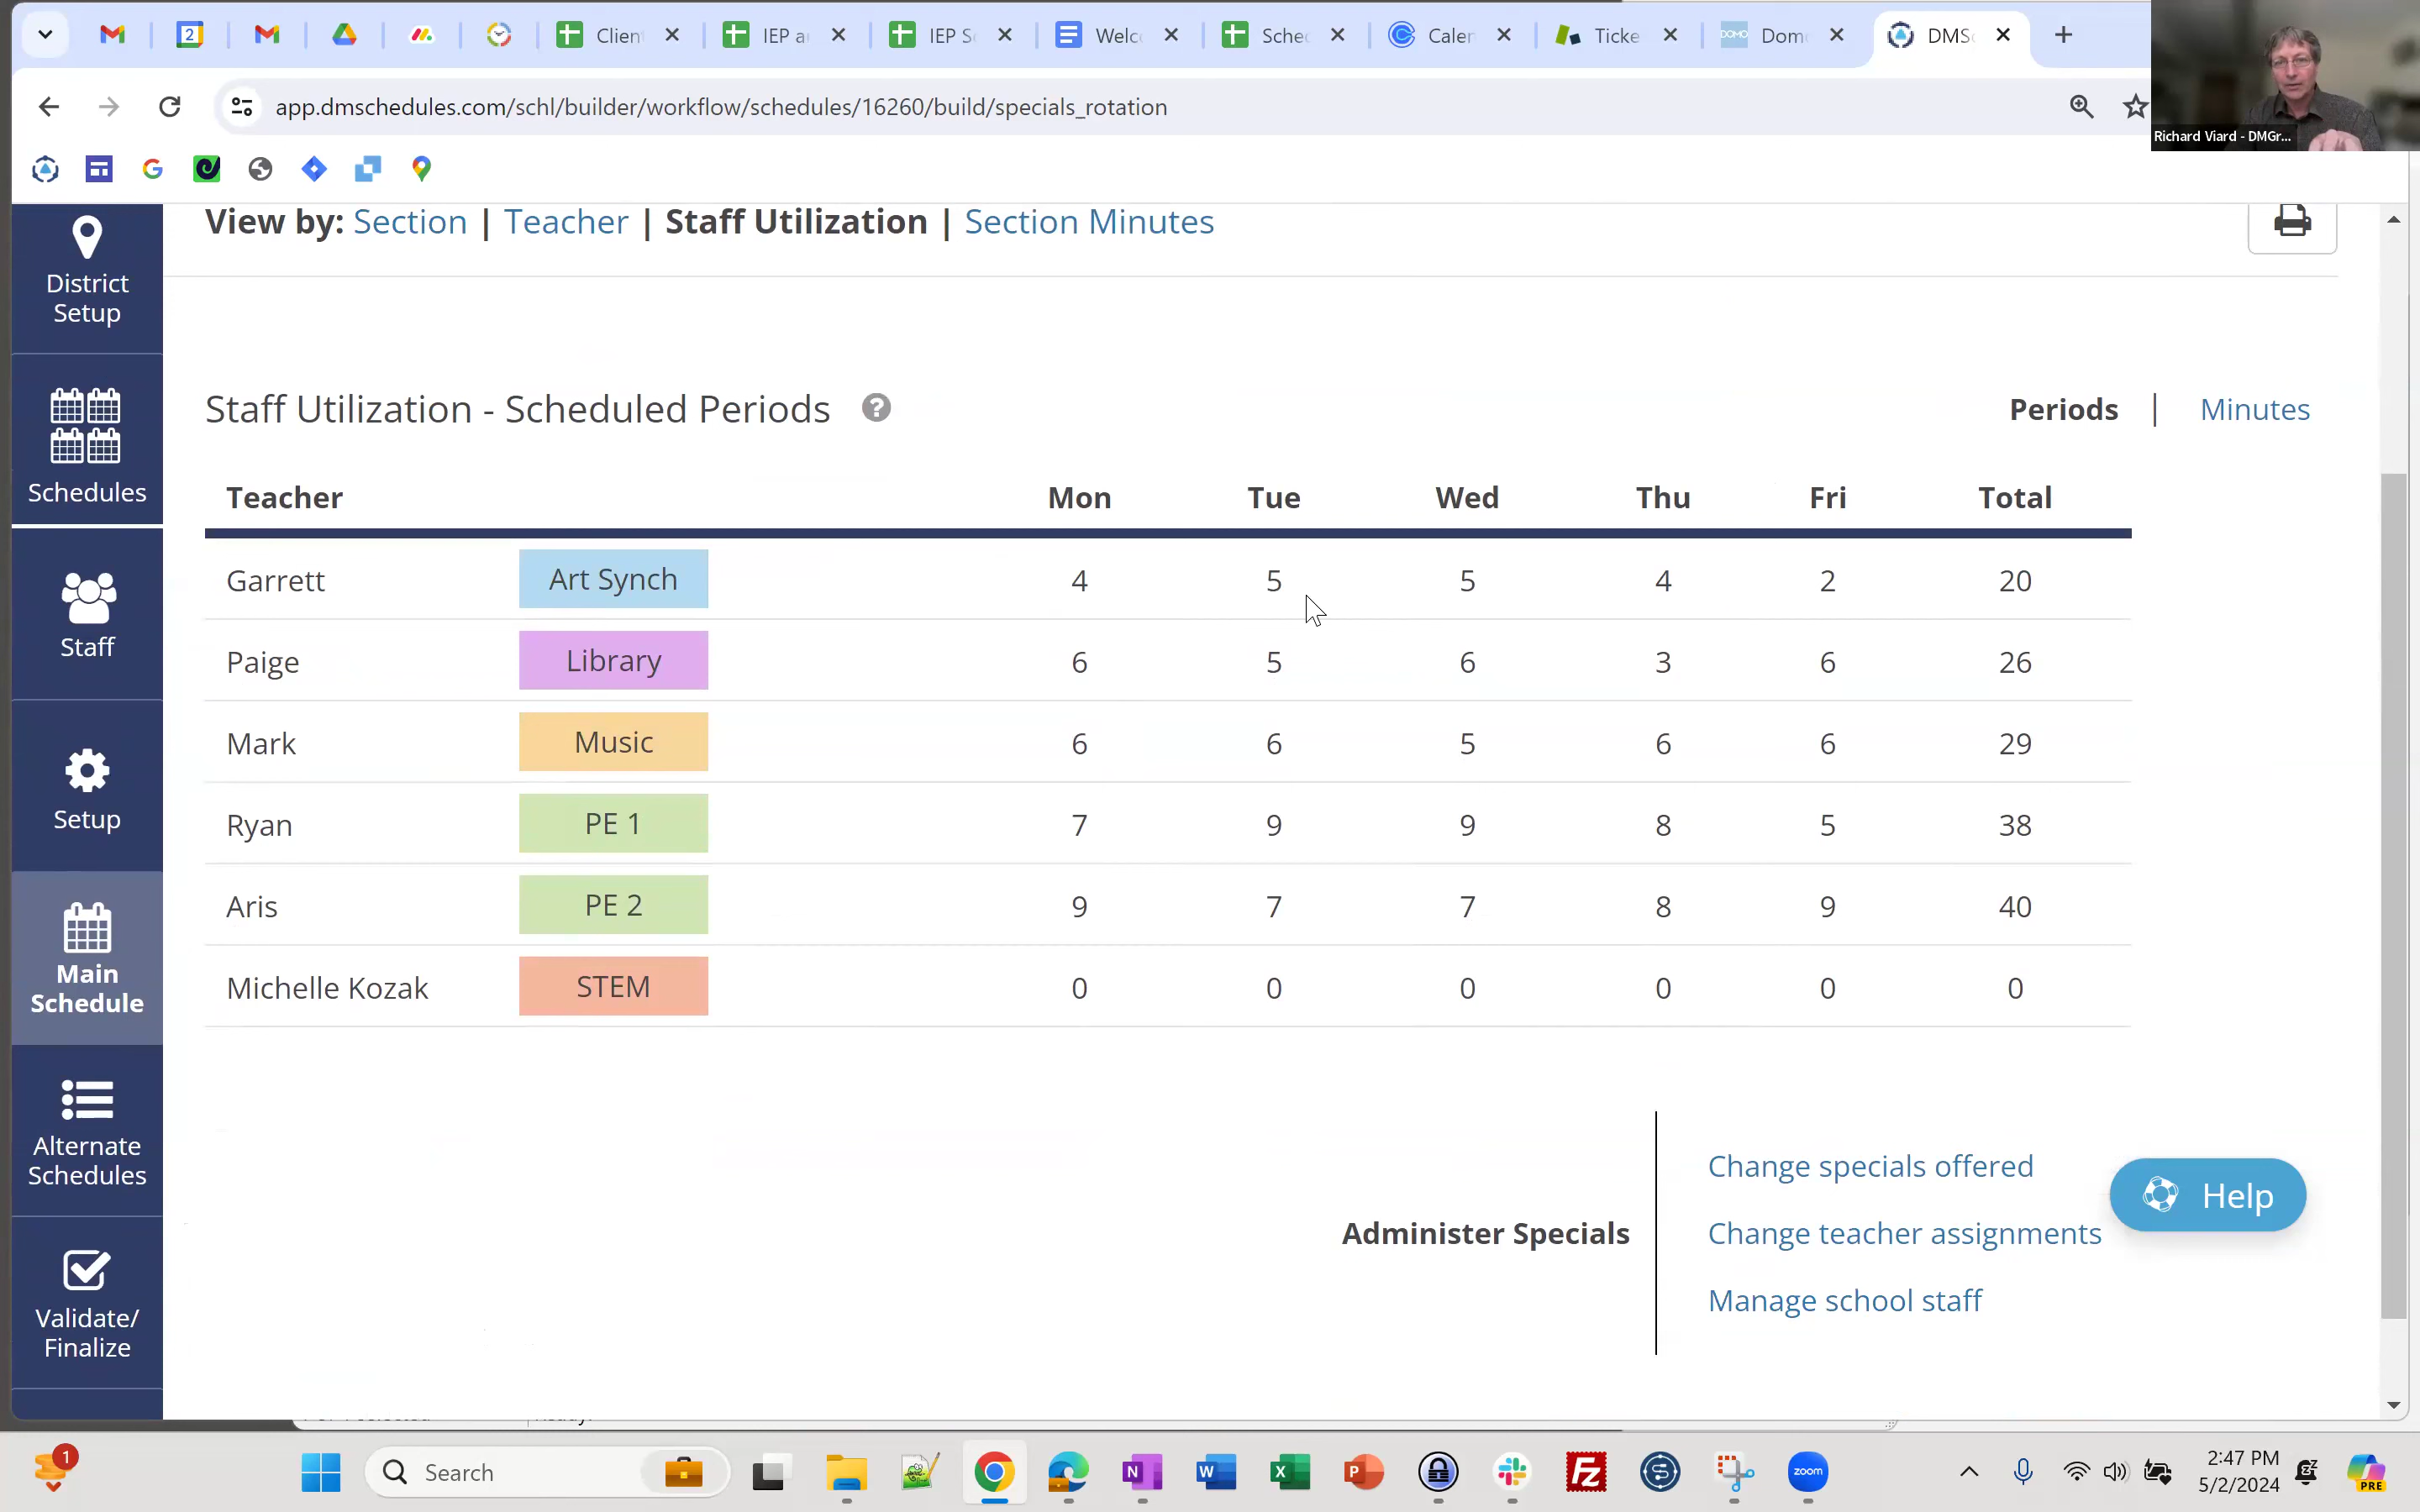 2
Clien
IEP a
IEP S
Welc
Sche
Caler
Ticke
DOMO
Dom
DMS
app.dmschedules.com/schl/builder/workflow/schedules/16260/build/specials_rotation
Richard Viard - DMGr...
View by: Section | Teacher | Staff Utilization | Section Minutes
District
Setup
Schedules
Staff
Setup
Main
Schedule
Alternate
Schedules
Validate/
Finalize
Staff Utilization - Scheduled Periods ?
Periods | Minutes
Teacher Mon Tue Wed Thu Fri Total
Garrett Art Synch 4 5 5 4 2 20
Paige Library 6 5 6 3 6 26
Mark Music 6 6 5 6 6 29
Ryan PE 1 7 9 9 8 5 38
Aris PE 2 9 7 7 8 9 40
Michelle Kozak STEM 0 0 0 0 0 0
Administer Specials
Change specials offered
Change teacher assignments
Manage school staff
Help
1
Search
N
W
X
P
FZ
zoom
2:47 PM
5/2/2024
PRE